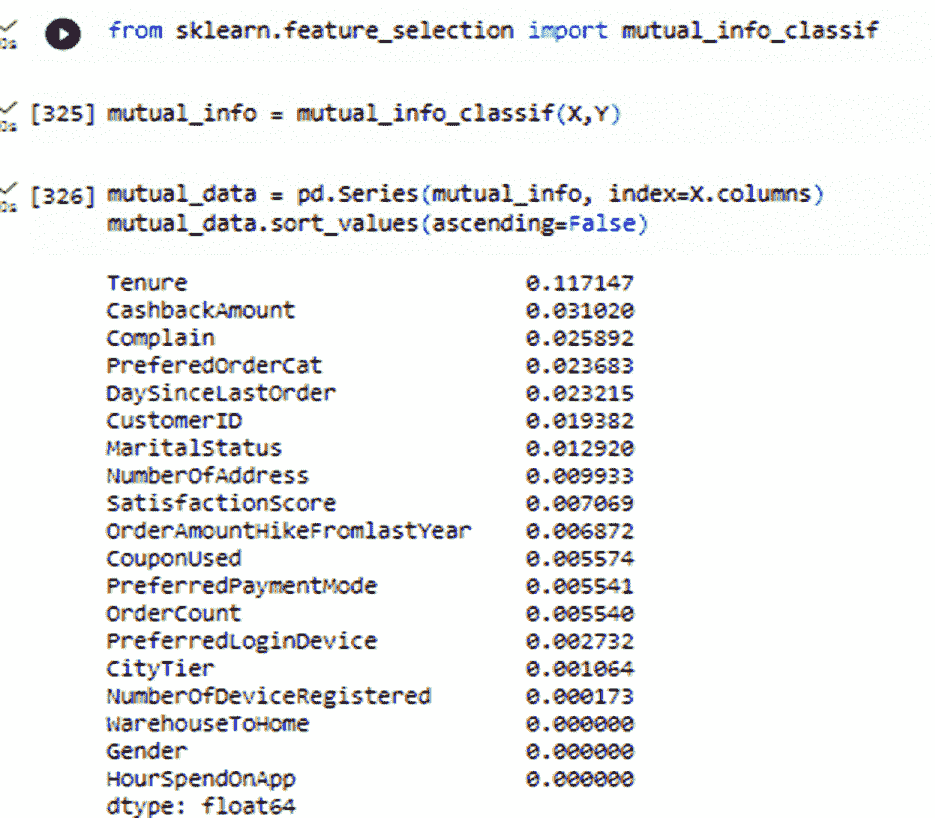 from sklearn.feature_selection import mutual_info_classif
[325] mutual_info = mutual_info_classif(X,Y)
[326] mutual_data = pd.Series(mutual_info, index=X.columns)
mutual_data.sort_values(ascending=False)
Tenure 0.117147
CashbackAmount 0.031020
Complain 0.025892
PreferedOrderCat 0.023683
DaySinceLastOrder 0.023215
CustomerID 0.019382
MaritalStatus 0.012920
NumberOfAddress 0.009933
SatisfactionScore 0.007069
OrderAmountHikeFromlastYear 0.006872
CouponUsed 0.005574
PreferredPaymentMode 0.005541
OrderCount 0.005540
PreferredLoginDevice 0.002732
CityTier 0.001064
NumberOfDeviceRegistered 0.000173
WarehouseToHome 0.000000
Gender 0.000000
HourSpendOnApp 0.000000
dtype: float64